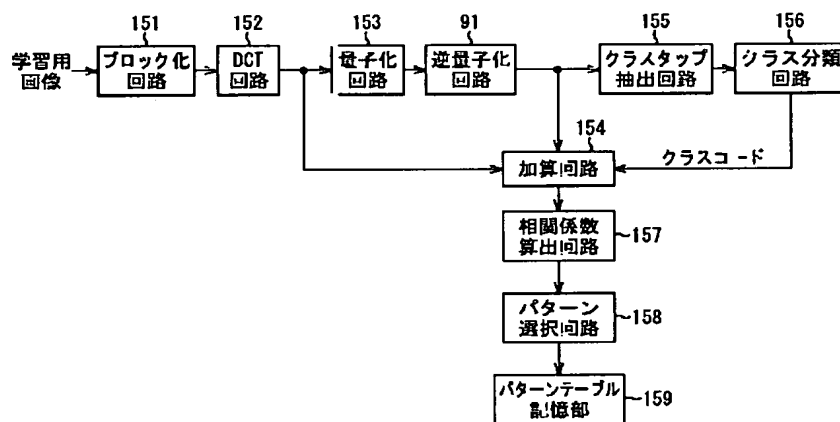 151
152
153
91
155
156
学習用
画像
ブロック化
回路
DCT
回路
量子化
回路
逆量子化
回路
クラスタップ
抽出回路
クラス分類
回路
154
加算回路
クラスコード
相関係数
算出回路
157
パターン
選択回路
158
パターンテーブル
記憶部
159